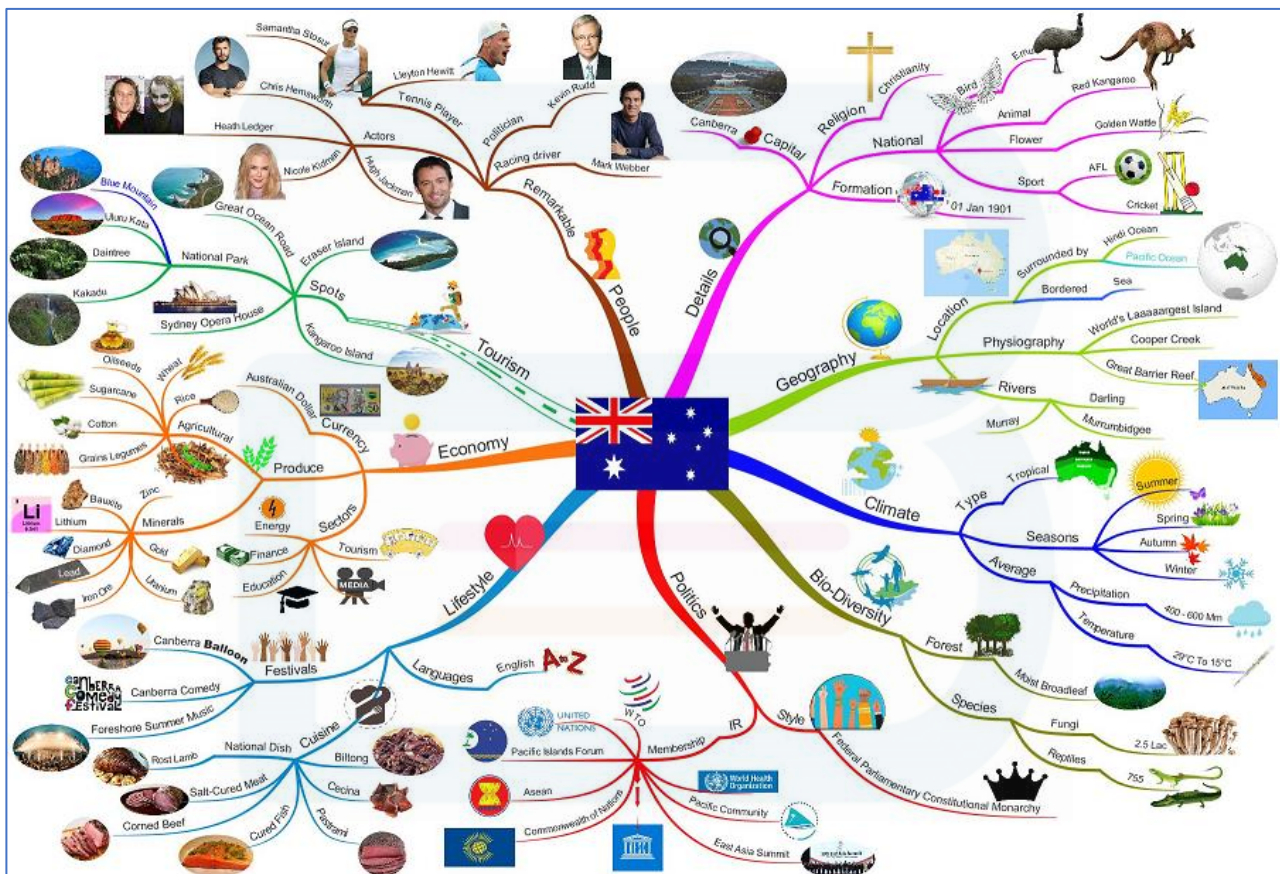 Samantha Stosur
Lleyton Hewitt
Tennis Player
Chris Hemsworth
Heath Ledger
Actors
Nicole Kidman
Hugh Jackman
Kevin Rudd
Politician
Racing driver
Mark Webber
Remarkable
People
Canberra
Capital
Religion
Christianity
National
Bird
Emu
Animal
Red Kangaroo
Flower
Golden Wattle
Sport
AFL
Cricket
Formation
01 Jan 1901
Details
Blue Mountain
Uluru Kata
Daintree
Kakadu
National Park
Great Ocean Road
Eraser Island
Spots
Sydney Opera House
Kangaroo Island
Tourism
Geography
Location
Surrounded by
Hindi Ocean
Pacific Ocean
Bordered
Sea
Physiography
World's Laaaaargest Island
Cooper Creek
Great Barrier Reef
Rivers
Darling
Murray
Murrumbidgee
Oilseeds
Wheat
Sugarcane
Rice
Cotton
Agricultural
Grains Legumes
Australian Dollar
Currency
Economy
Produce
Bauxite
Zinc
Li
Lithium
Lithium
Minerals
Diamond
Gold
Lead
Uranium
Iron Ore
Sectors
Energy
Finance
Tourism
Education
MEDIA
Climate
Type
Tropical
Seasons
Summer
Spring
Autumn
Winter
Average
Precipitation
400 - 600 Mm
Temperature
29°C To 15°C
Lifestyle
Festivals
Canberra Balloon
Canberra Comedy
Canberra
Comedy
Festival
Foreshore Summer Music
Languages
English
A to Z
Cuisine
National Dish
Rost Lamb
Biltong
Salt-Cured Meat
Cecina
Corned Beef
Cured Fish
Pastrami
Politics
IR
Membership
WTO
UNITED
NATIONS
Pacific Islands Forum
Asean
Commonwealth of Nations
World Health
Organization
Pacific Community
East Asia Summit
Style
Federal Parliamentary Constitutional Monarchy
Bio-Diversity
Forest
Moist Broadleaf
Species
Fungi
2.5 Lac
Reptiles
755